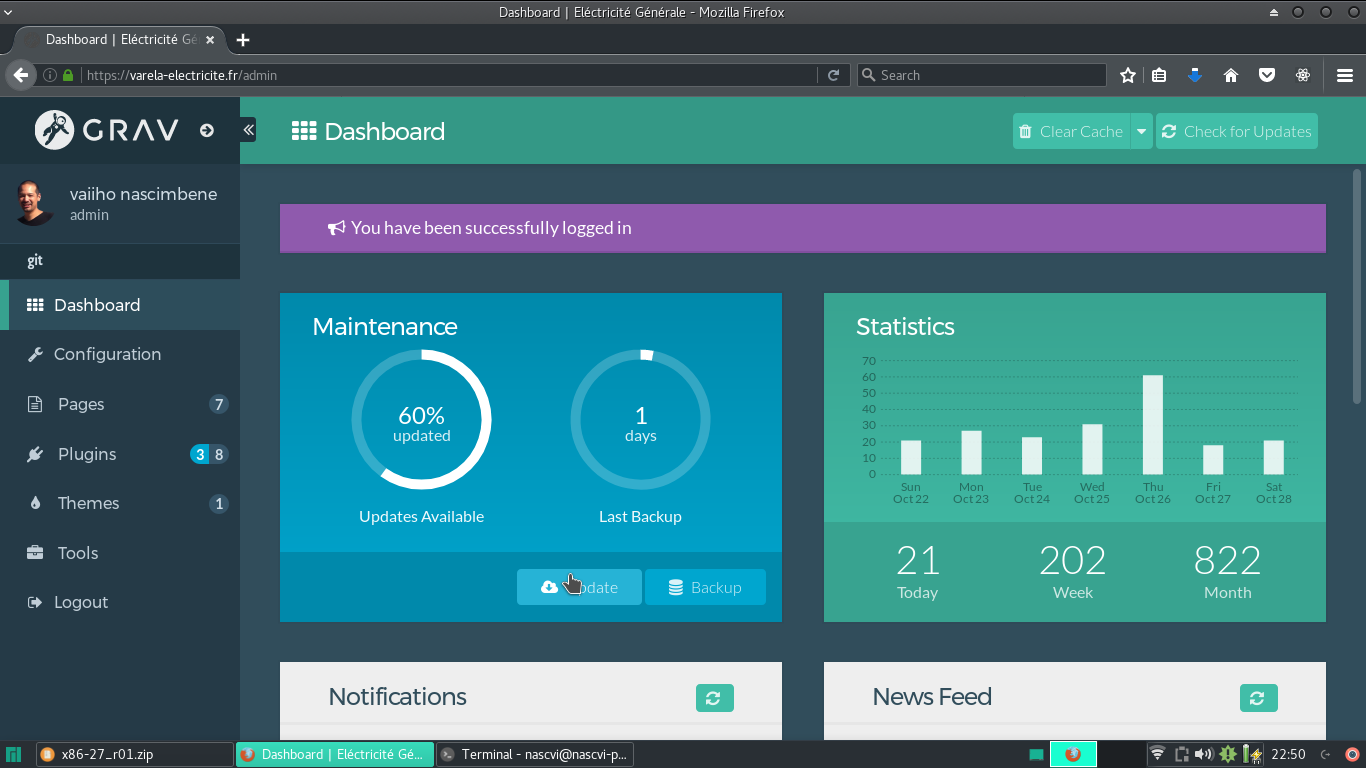 Dashboard | Eléctricité Générale - Mozilla Firefox
Dashboard | Eléctricité Gé
https://varela-electricite.fr/admin
Search
GRAV
Dashboard
Clear Cache
Check for Updates
vaiiho nascimbene
admin
You have been successfully logged in
git
Dashboard
Configuration
Pages 7
Plugins 3 8
Themes 1
Tools
Logout
Maintenance
60%
updated
1
days
Updates Available
Last Backup
Update
Backup
Statistics
70
60
50
40
30
20
10
0
Sun Mon Tue Wed Thu Fri Sat
Oct 22 Oct 23 Oct 24 Oct 25 Oct 26 Oct 27 Oct 28
21 202 822
Today Week Month
Notifications
News Feed
x86-27_r01.zip
Dashboard | Eléctricité Gé...
Terminal - nascvi@nascvi-p...
22:50